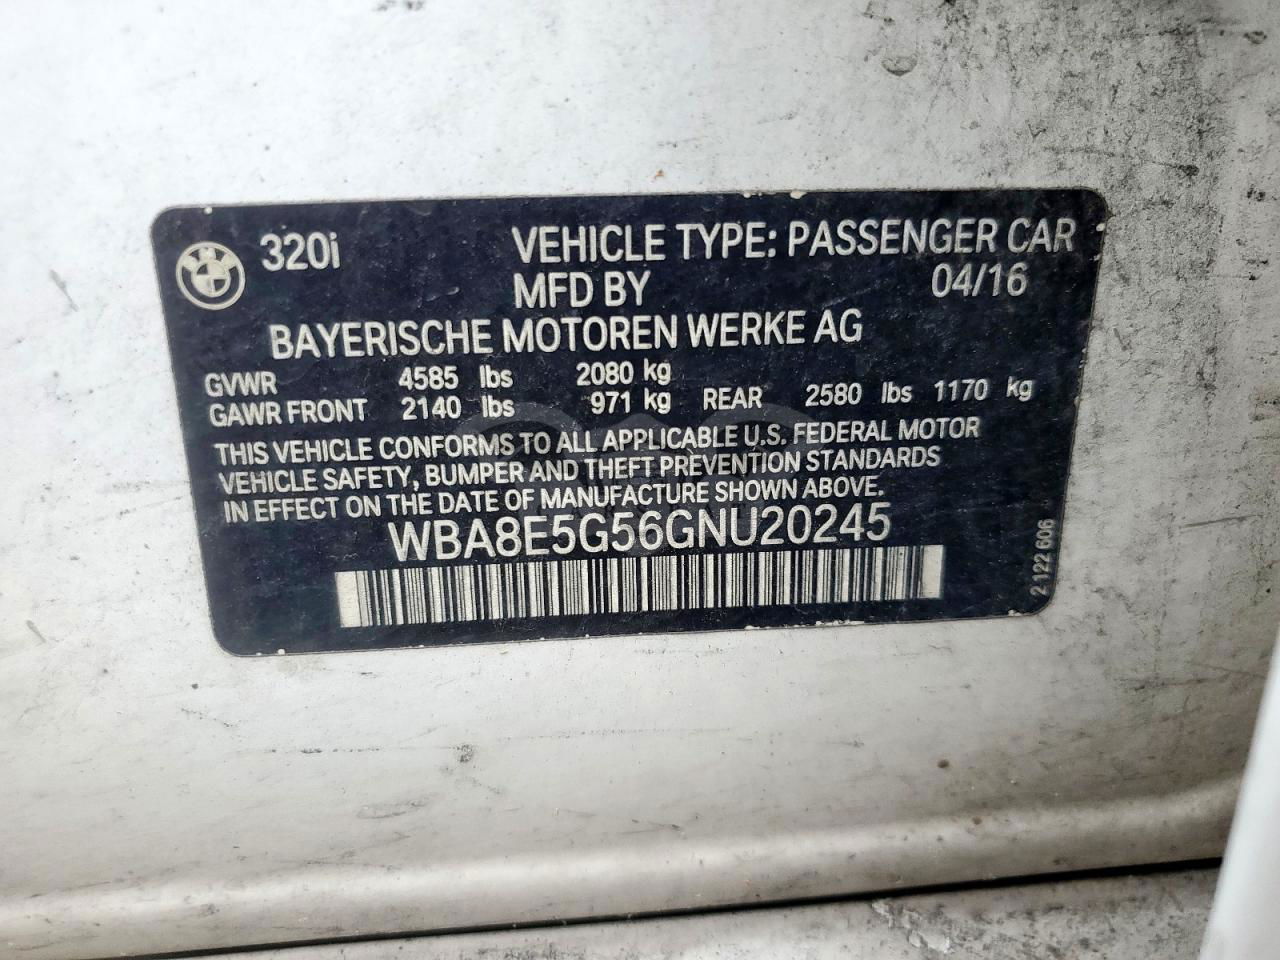 320i VEHICLE TYPE: PASSENGER CAR
MFD BY 04/16
BAYERISCHE MOTOREN WERKE AG
GVWR 4585 lbs 2080 kg
GAWR FRONT 2140 lbs 971 kg REAR 2580 lbs 1170 kg
THIS VEHICLE CONFORMS TO ALL APPLICABLE U.S. FEDERAL MOTOR
VEHICLE SAFETY, BUMPER AND THEFT PREVENTION STANDARDS
IN EFFECT ON THE DATE OF MANUFACTURE SHOWN ABOVE.
WBA8E5G56GNU20245
2 122 606